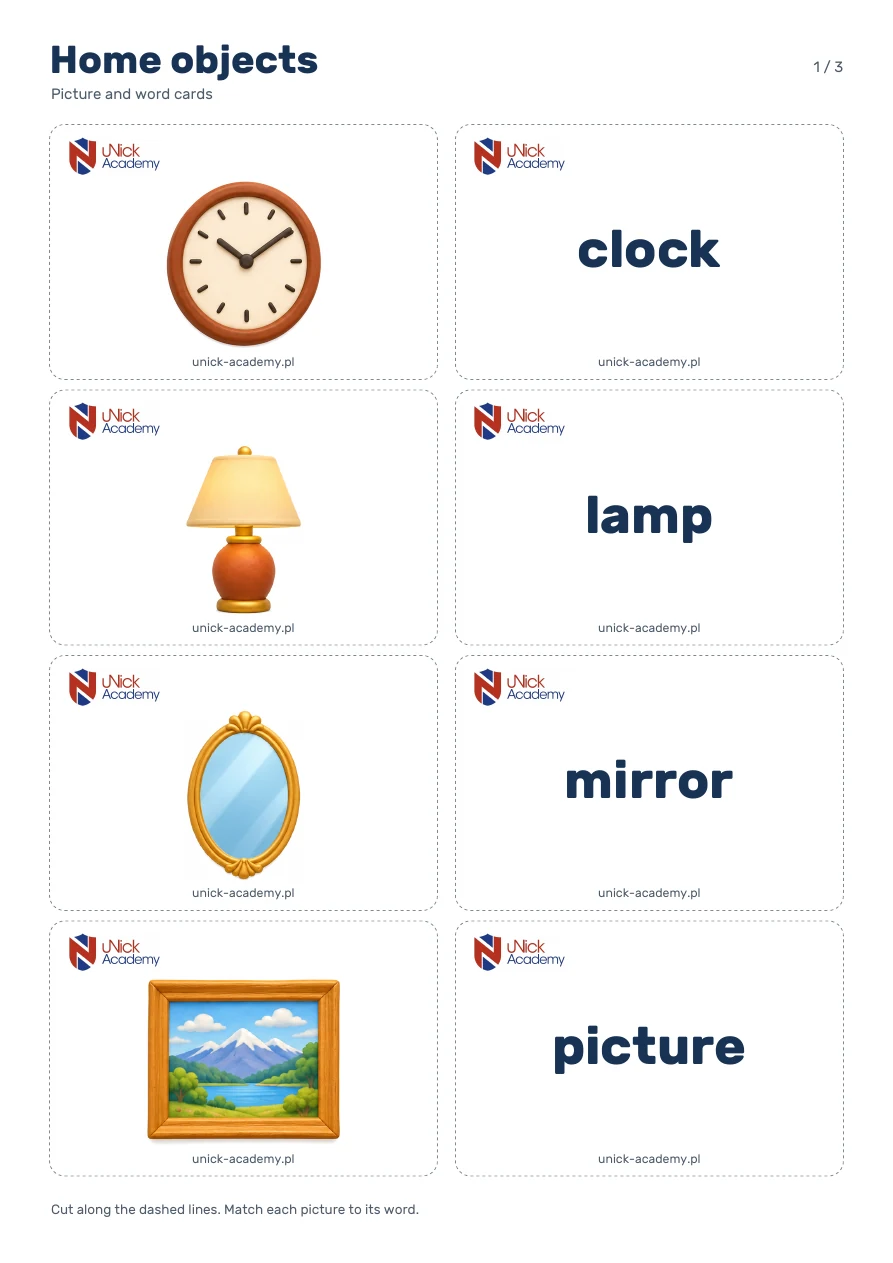 Home objects
1 / 3
Picture and word cards
uNick
Academy
unick-academy.pl
uNick
Academy
clock
unick-academy.pl
uNick
Academy
unick-academy.pl
uNick
Academy
lamp
unick-academy.pl
uNick
Academy
unick-academy.pl
uNick
Academy
mirror
unick-academy.pl
uNick
Academy
unick-academy.pl
uNick
Academy
picture
unick-academy.pl
Cut along the dashed lines. Match each picture to its word.